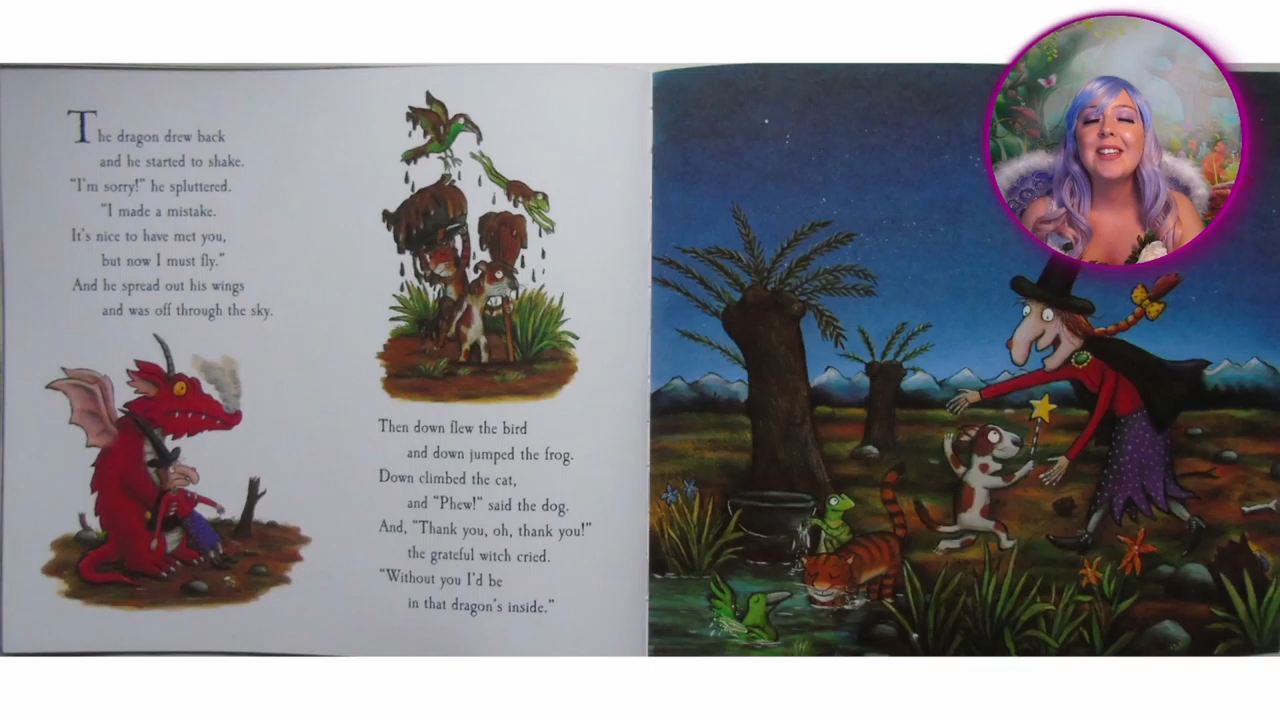 The dragon drew back
and he started to shake.
“I'm sorry!” he spluttered.
“I made a mistake.
It's nice to have met you,
but now I must fly.”
And he spread out his wings
and was off through the sky.
Then down flew the bird
and down jumped the frog.
Down climbed the cat,
and “Phew!” said the dog.
And, “Thank you, oh, thank you!”
the grateful witch cried.
“Without you I'd be
in that dragon's inside.”